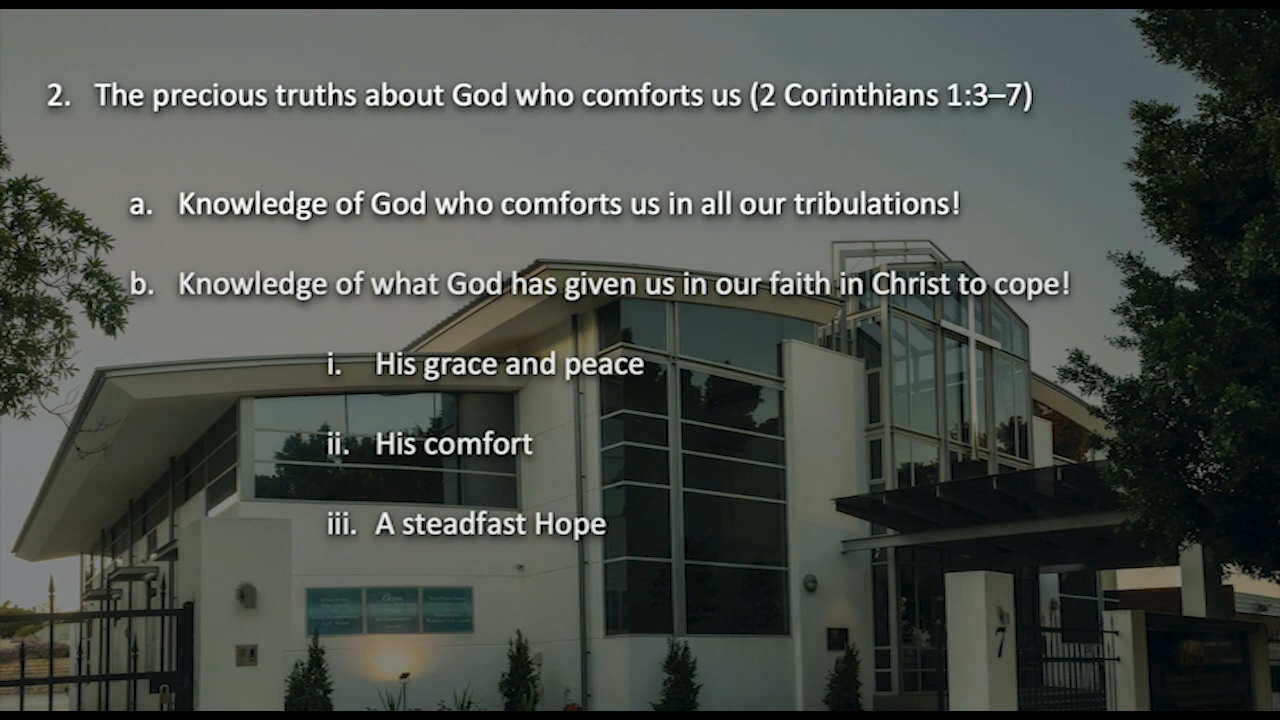 2. The precious truths about God who comforts us (2 Corinthians 1:3–7)
a. Knowledge of God who comforts us in all our tribulations!
b. Knowledge of what God has given us in our faith in Christ to cope!
i. His grace and peace
ii. His comfort
iii. A steadfast Hope
7